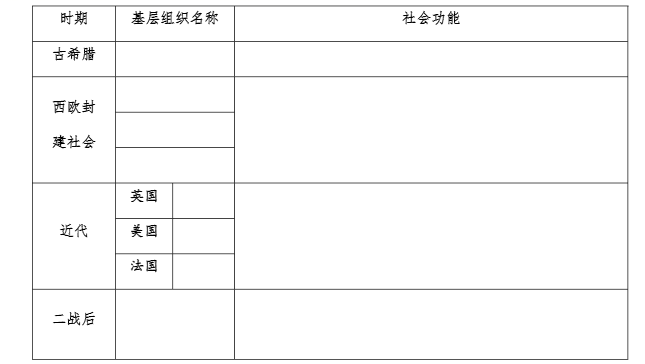 时期 基层组织名称 社会功能
古希腊
西欧封
建社会
英国
近代 美国
法国
二战后